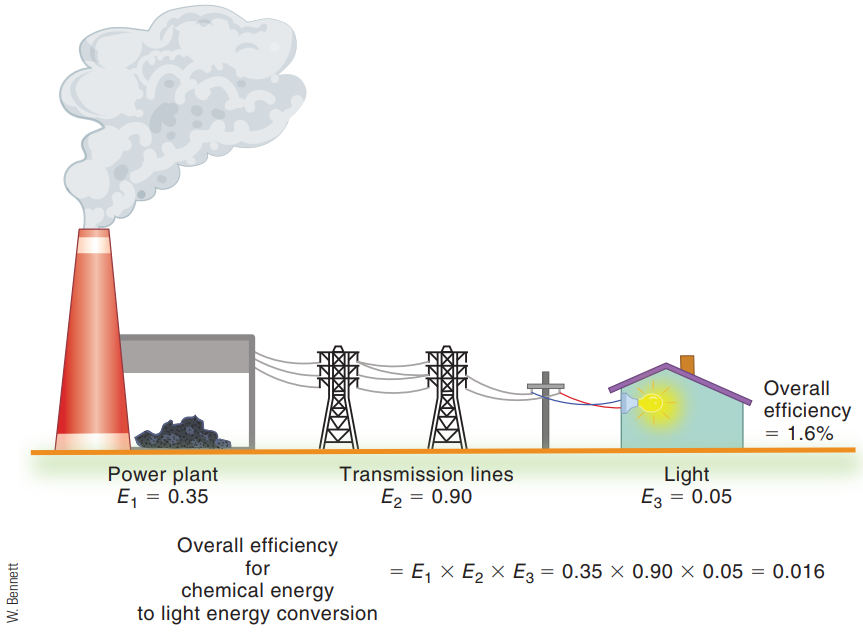 Overall
efficiency
= 1.6%
Power plant
E₁ = 0.35
Transmission lines
E₂ = 0.90
Light
E₃ = 0.05
Overall efficiency
for
chemical energy
to light energy conversion
= E₁ × E₂ × E₃ = 0.35 × 0.90 × 0.05 = 0.016
W. Bennett